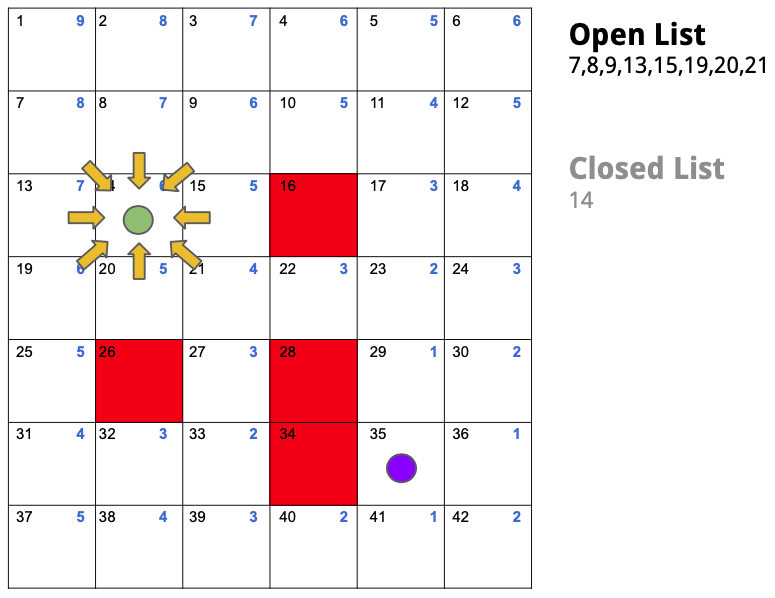 1 9 2 8 3 7 4 6 5 5 6 6
7 8 8 7 9 6 10 5 11 4 12 5
13 7 4 6 15 5 16 17 3 18 4
19 6 20 5 21 4 22 3 23 2 24 3
25 5 26 27 3 28 29 1 30 2
31 4 32 3 33 2 34 35 36 1
37 5 38 4 39 3 40 2 41 1 42 2
Open List
7,8,9,13,15,19,20,21
Closed List
14